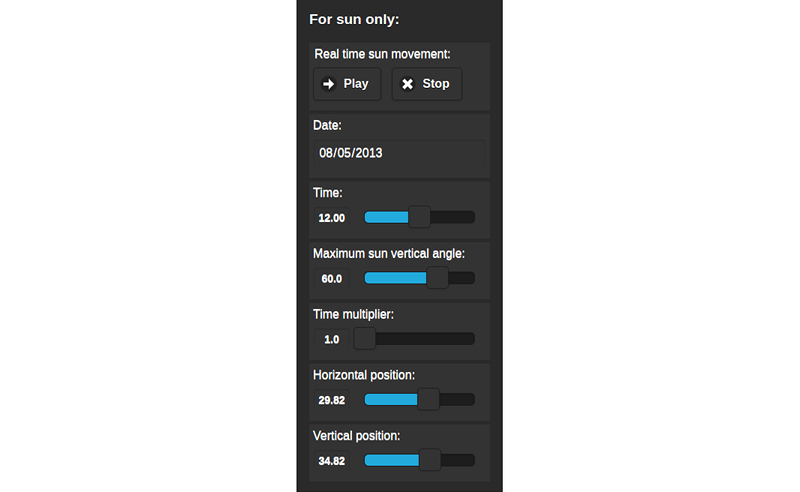 For sun only:
Real time sun movement:
Play Stop
Date:
08/05/2013
Time:
12.00
Maximum sun vertical angle:
60.0
Time multiplier:
1.0
Horizontal position:
29.82
Vertical position:
34.82